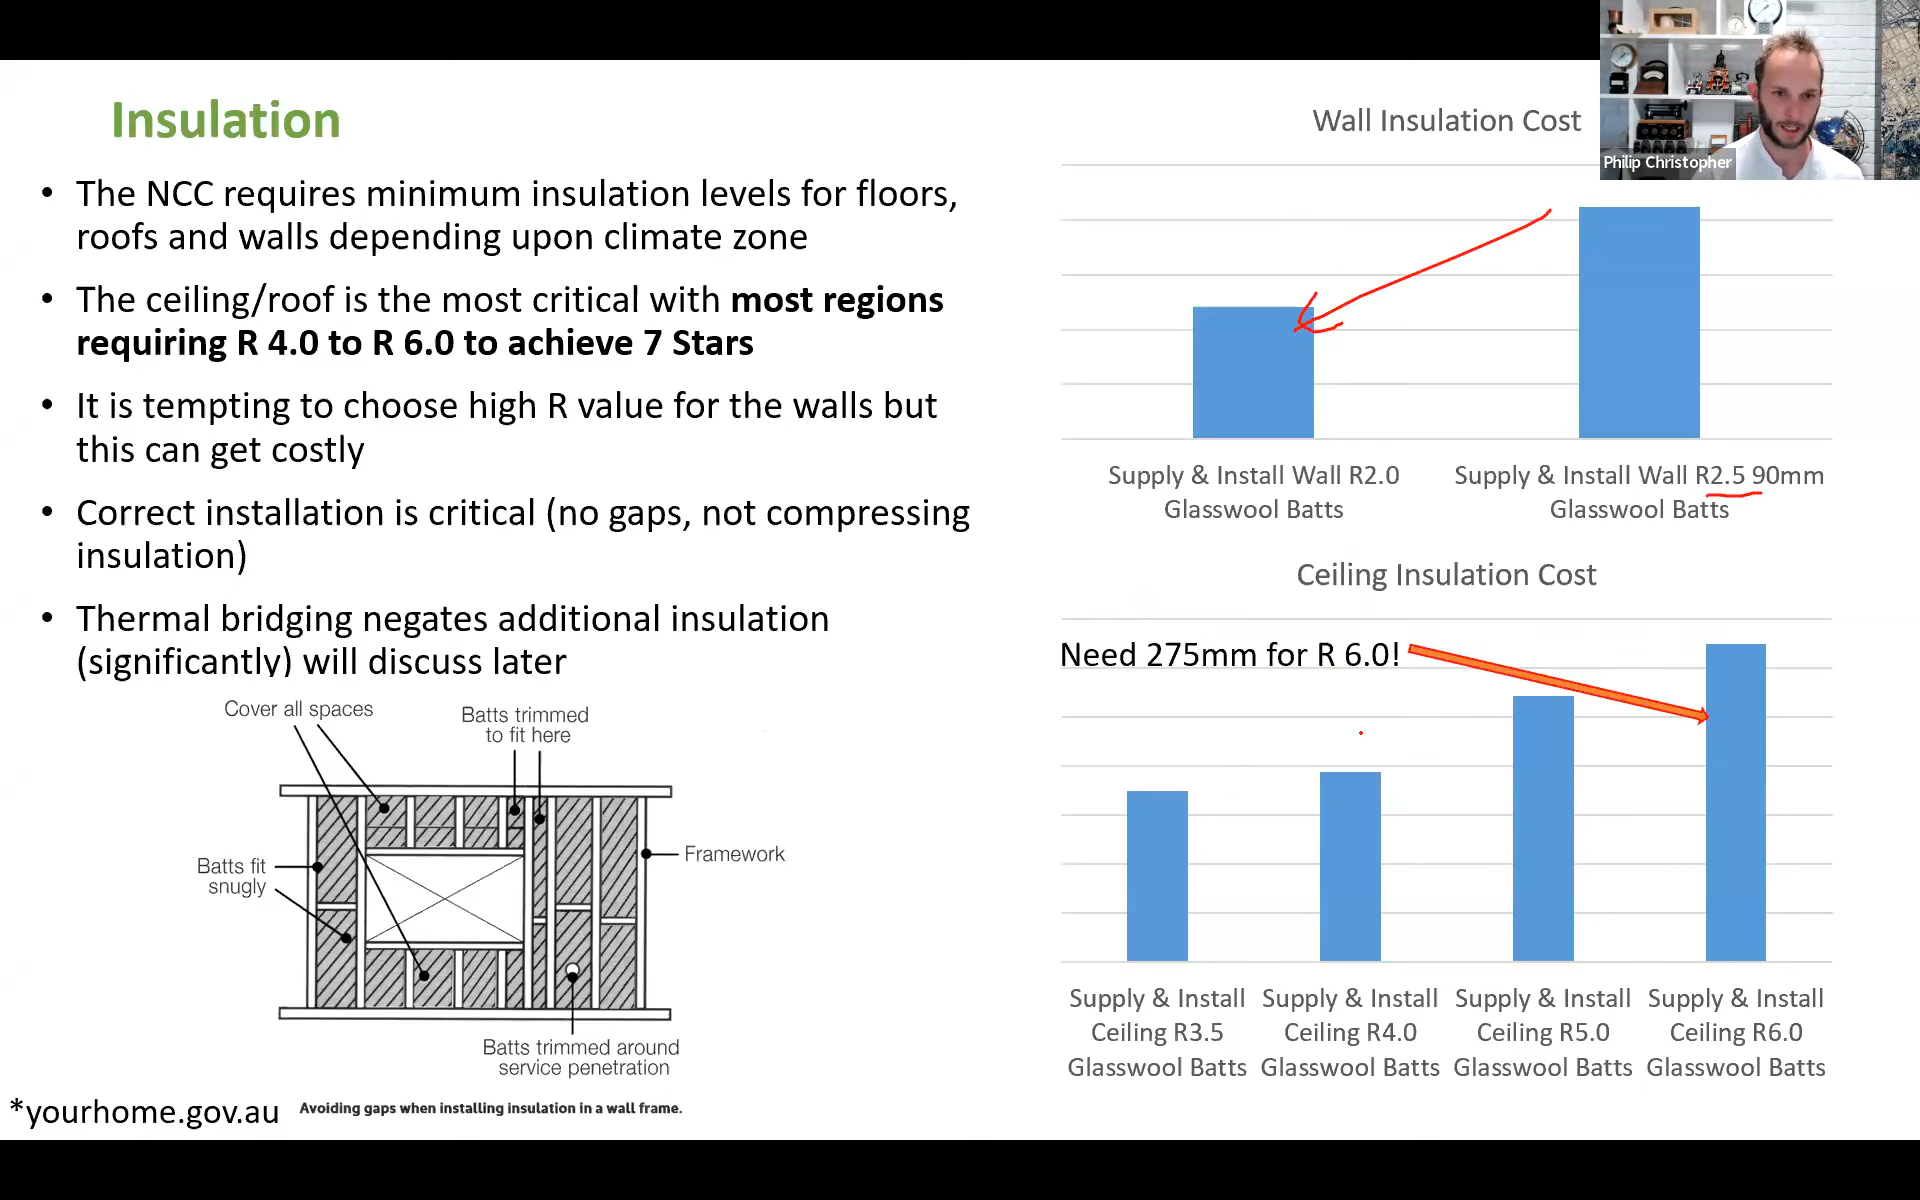 Insulation
• The NCC requires minimum insulation levels for floors,
roofs and walls depending upon climate zone
• The ceiling/roof is the most critical with most regions
requiring R 4.0 to R 6.0 to achieve 7 Stars
• It is tempting to choose high R value for the walls but
this can get costly
• Correct installation is critical (no gaps, not compressing
insulation)
• Thermal bridging negates additional insulation
(significantly) will discuss later
Cover all spaces
Batts trimmed
to fit here
Batts fit
snugly
Framework
Batts trimmed around
service penetration
*yourhome.gov.au
Avoiding gaps when installing insulation in a wall frame.
Wall Insulation Cost
Supply & Install Wall R2.0
Glasswool Batts
Supply & Install Wall R2.5 90mm
Glasswool Batts
Ceiling Insulation Cost
Need 275mm for R 6.0!
Supply & Install
Ceiling R3.5
Glasswool Batts
Supply & Install
Ceiling R4.0
Glasswool Batts
Supply & Install
Ceiling R5.0
Glasswool Batts
Supply & Install
Ceiling R6.0
Glasswool Batts
Philip Christopher